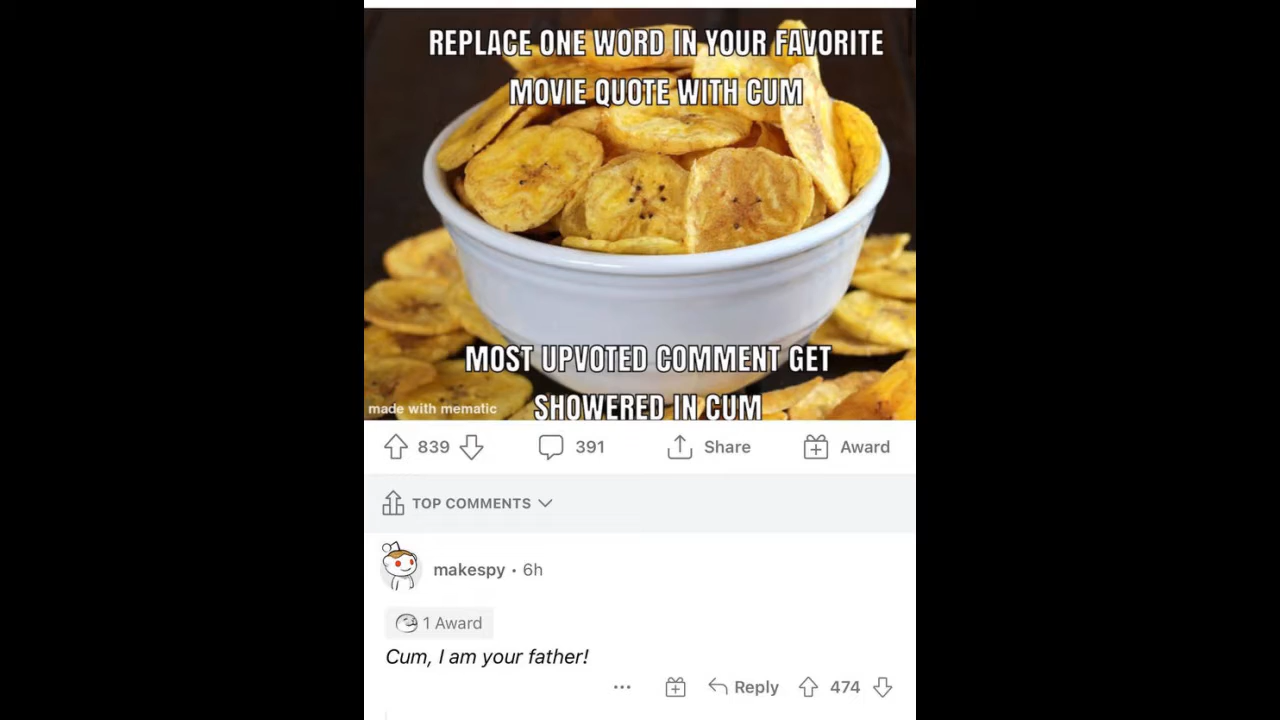 REPLACE ONE WORD IN YOUR FAVORITE
MOVIE QUOTE WITH CUM
MOST UPVOTED COMMENT GET
SHOWERED IN CUM
made with mematic
839
391
Share
Award
TOP COMMENTS
makespy • 6h
1 Award
Cum, I am your father!
... Reply 474